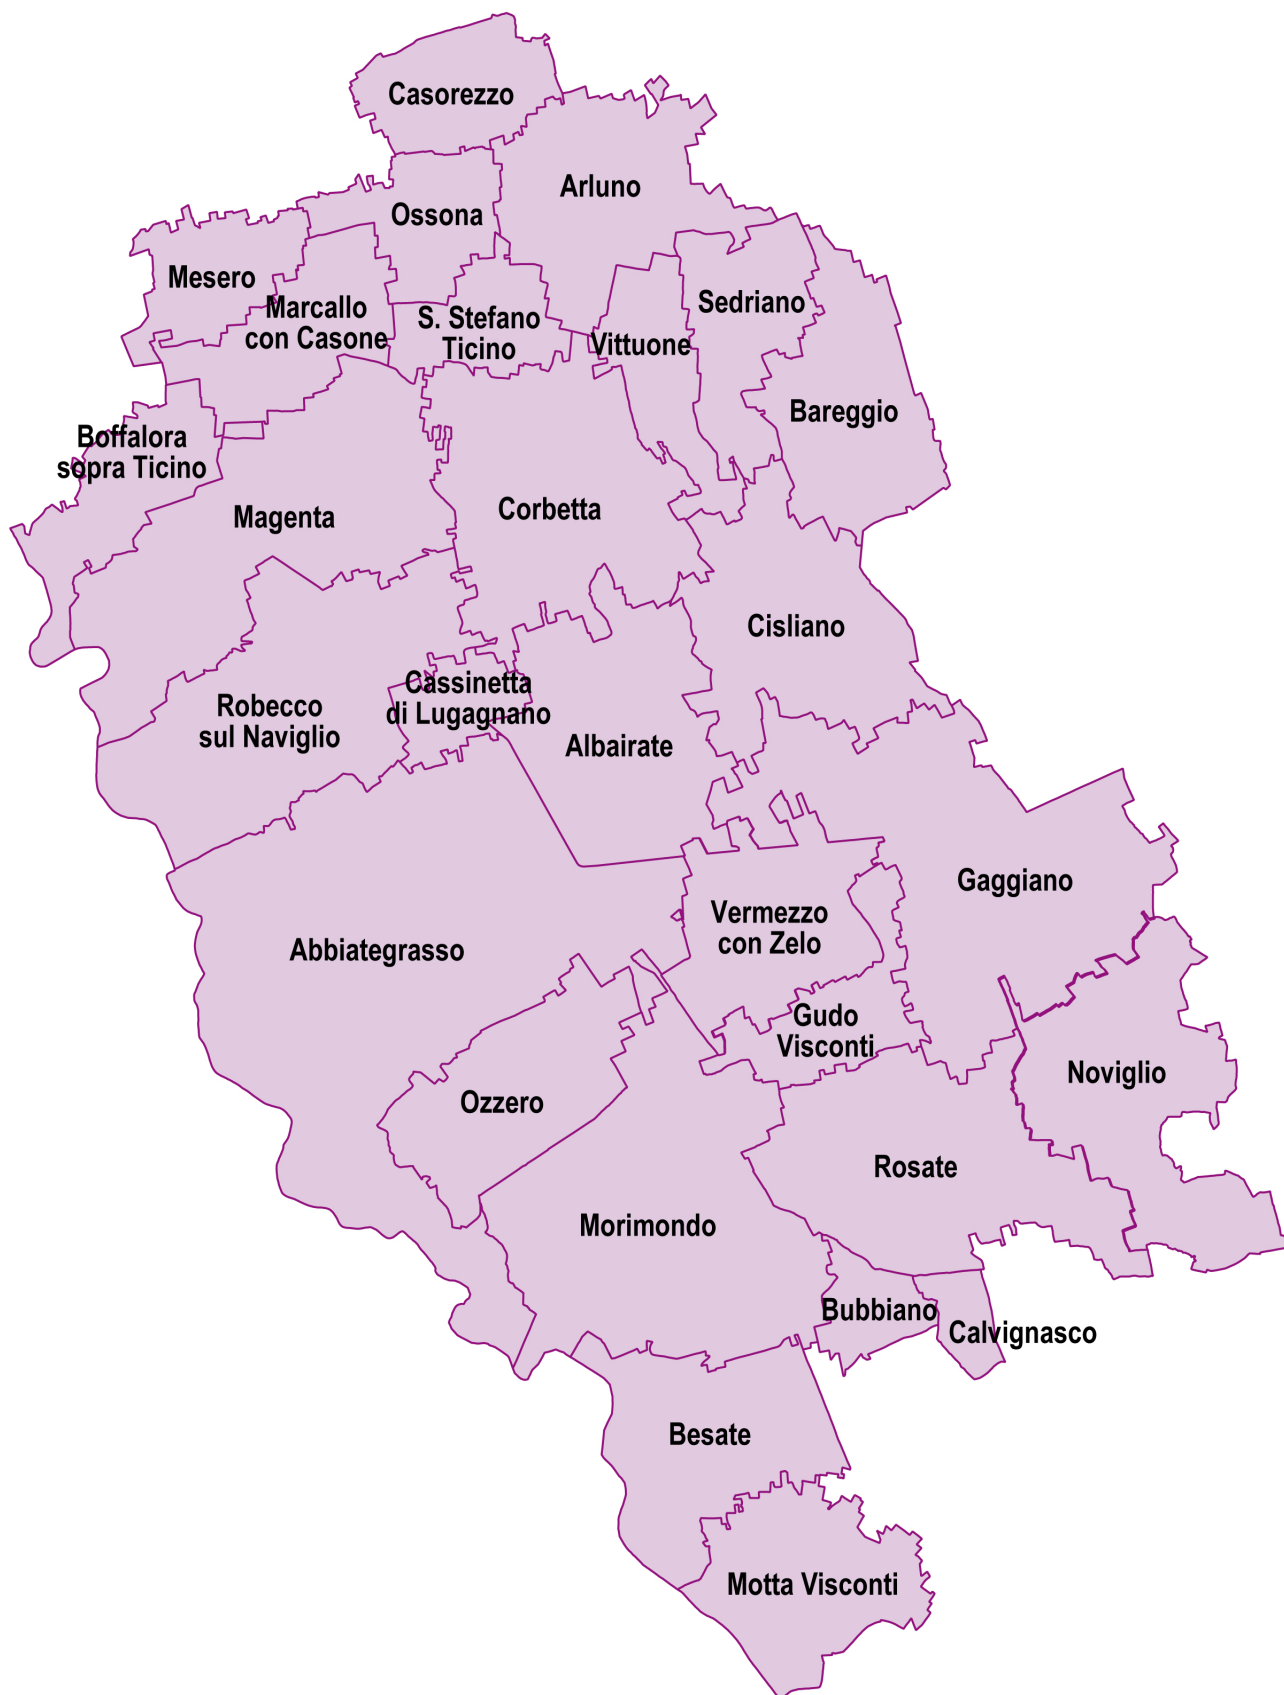 Casorezzo
Arluno
Ossona
Mesero
Marcallo
con Casone
S. Stefano
Ticino
Vittuone
Sedriano
Bareggio
Boffalora
sopra Ticino
Magenta
Corbetta
Cisliano
Robecco
sul Naviglio
Cassinetta
di Lugagnano
Albairate
Gaggiano
Vermezzo
con Zelo
Abbiategrasso
Gudo
Visconti
Noviglio
Ozzero
Rosate
Morimondo
Bubbiano
Calvignasco
Besate
Motta Visconti